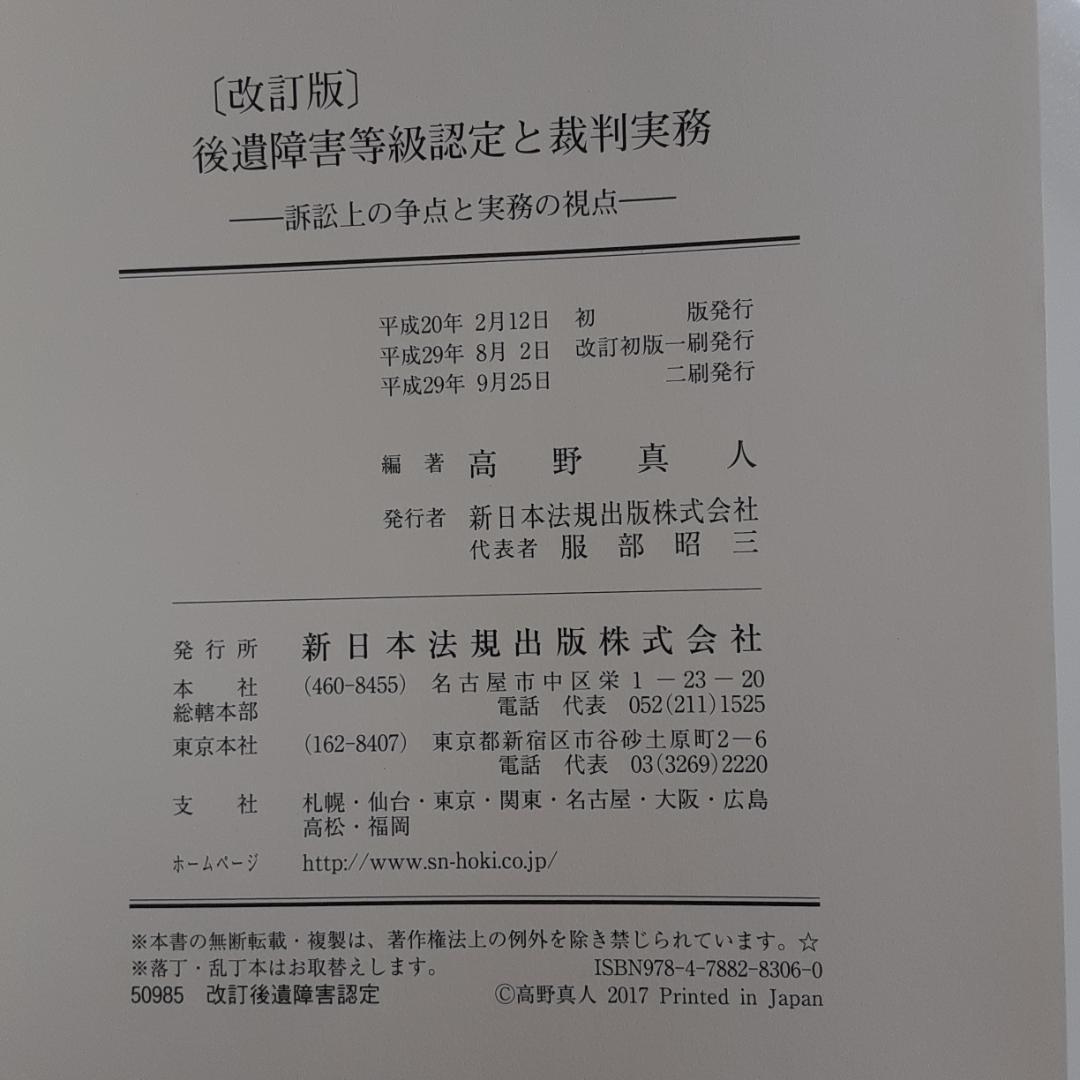 〔改訂版〕
後遺障害等級認定と裁判実務
――訴訟上の争点と実務の視点――
平成20年 2月12日 初 版発行
平成29年 8月 2日 改訂初版一刷発行
平成29年 9月25日 二刷発行
編 著 高 野 真 人
発行者 新日本法規出版株式会社
代表者 服 部 昭 三
発 行 所 新日本法規出版株式会社
本 社 (460-8455) 名古屋市中区栄1－23－20
総轄本部 電話 代表 052(211)1525
東京本社 (162-8407) 東京都新宿区市谷砂土原町2－6
電話 代表 03(3269)2220
支 社 札幌・仙台・東京・関東・名古屋・大阪・広島
高松・福岡
ホームページ http://www.sn-hoki.co.jp/
※本書の無断転載・複製は、著作権法上の例外を除き禁じられています。☆
※落丁・乱丁本はお取替えします。 ISBN978-4-7882-8306-0
50985 改訂後遺障害認定 ©高野真人 2017 Printed in Japan